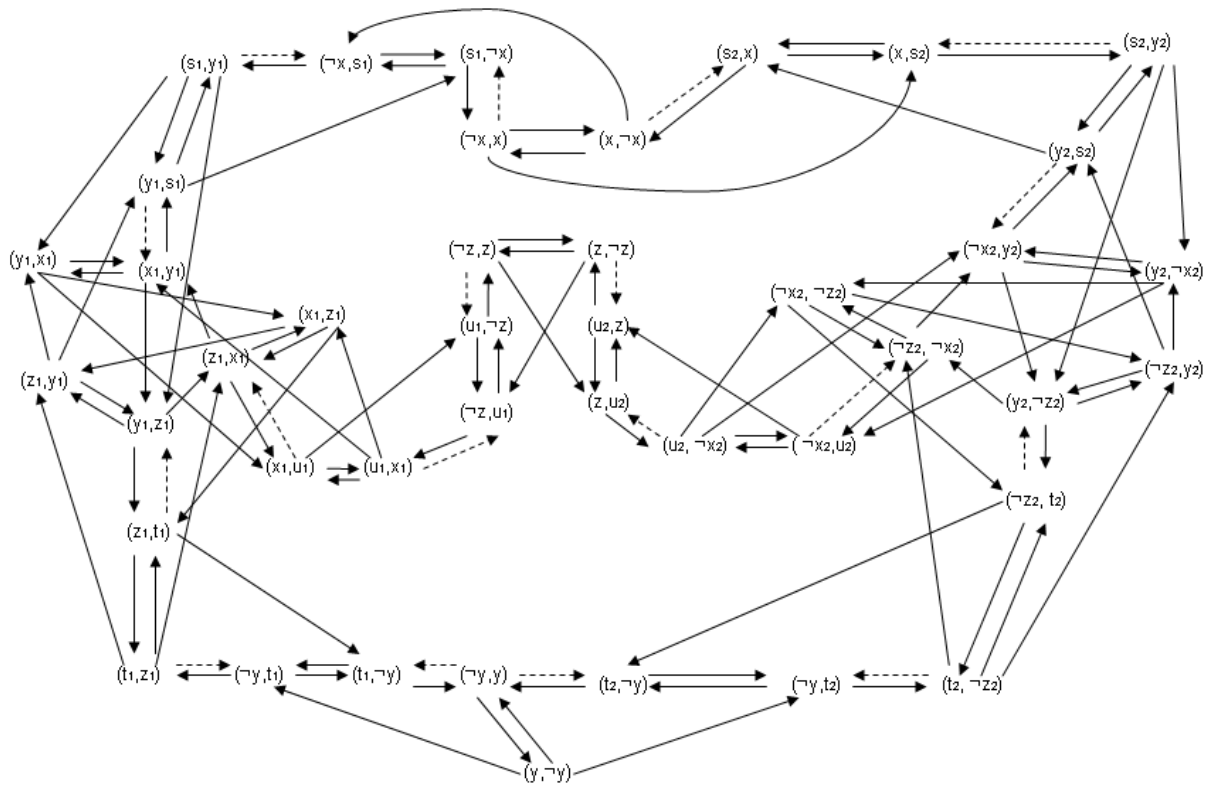 (s1,y1)
(¬x,s1)
(s1,¬x)
(s2,x)
(x,s2)
(s2,y2)
(¬x,x)
(x,¬x)
(y2,s2)
(y1,s1)
(y1,x1)
(x1,y1)
(¬z,z)
(z,¬z)
(¬x2,y2)
(y2,¬x2)
(x1,z1)
(u1,¬z)
(u2,z)
(¬x2, ¬z2)
(z1,x1)
(¬z2, ¬x2)
(z1,y1)
(¬z2,y2)
(y1,z1)
(¬z,u1)
(z,u2)
(y2,¬z2)
(x1,u1)
(u1,x1)
(u2, ¬x2)
(¬x2,u2)
(z1,t1)
(¬z2, t2)
(t1,z1)
(¬y,t1)
(t1,¬y)
(¬y,y)
(t2,¬y)
(¬y,t2)
(t2, ¬z2)
(y,¬y)